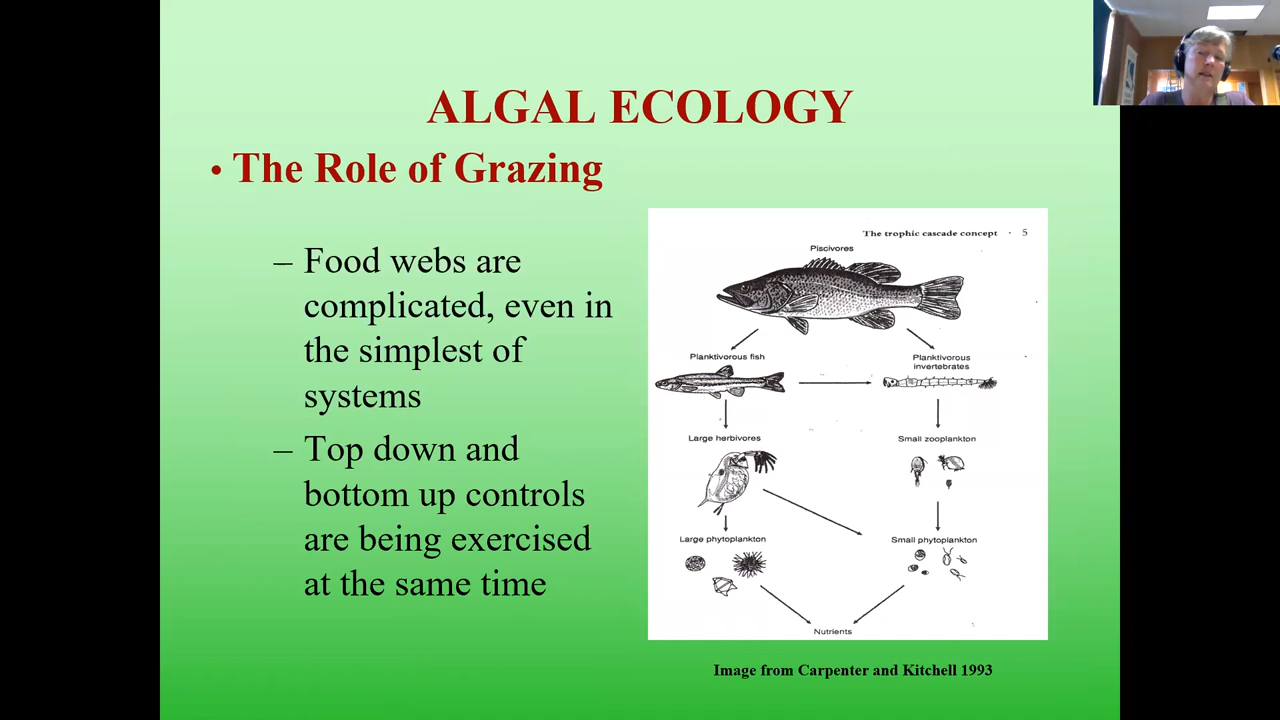 ALGAL ECOLOGY
• The Role of Grazing
– Food webs are
complicated, even in
the simplest of
systems
– Top down and
bottom up controls
are being exercised
at the same time
The trophic cascade concept · 5
Piscivores
Planktivorous fish
Planktivorous
invertebrates
Large herbivores
Small zooplankton
Large phytoplankton
Small phytoplankton
Nutrients
Image from Carpenter and Kitchell 1993